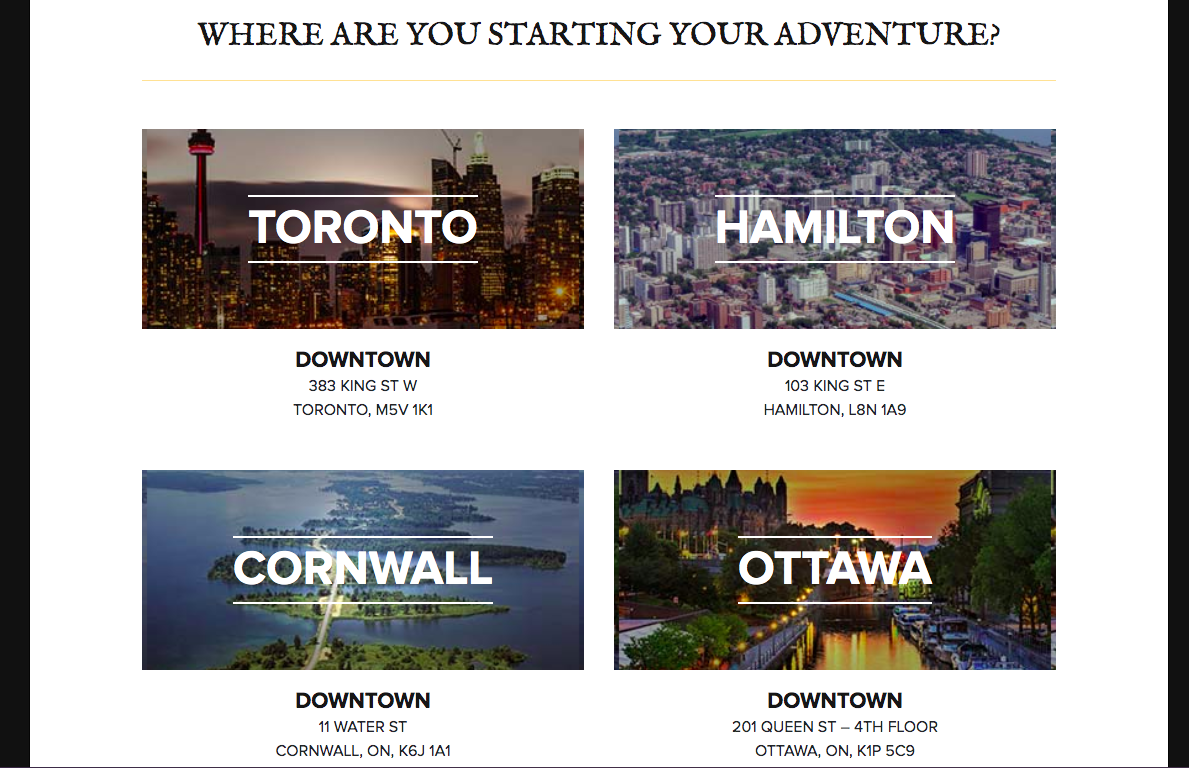 WHERE ARE YOU STARTING YOUR ADVENTURE?
TORONTO
DOWNTOWN
383 KING ST W
TORONTO, M5V 1K1
HAMILTON
DOWNTOWN
103 KING ST E
HAMILTON, L8N 1A9
CORNWALL
DOWNTOWN
11 WATER ST
CORNWALL, ON, K6J 1A1
OTTAWA
DOWNTOWN
201 QUEEN ST – 4TH FLOOR
OTTAWA, ON, K1P 5C9